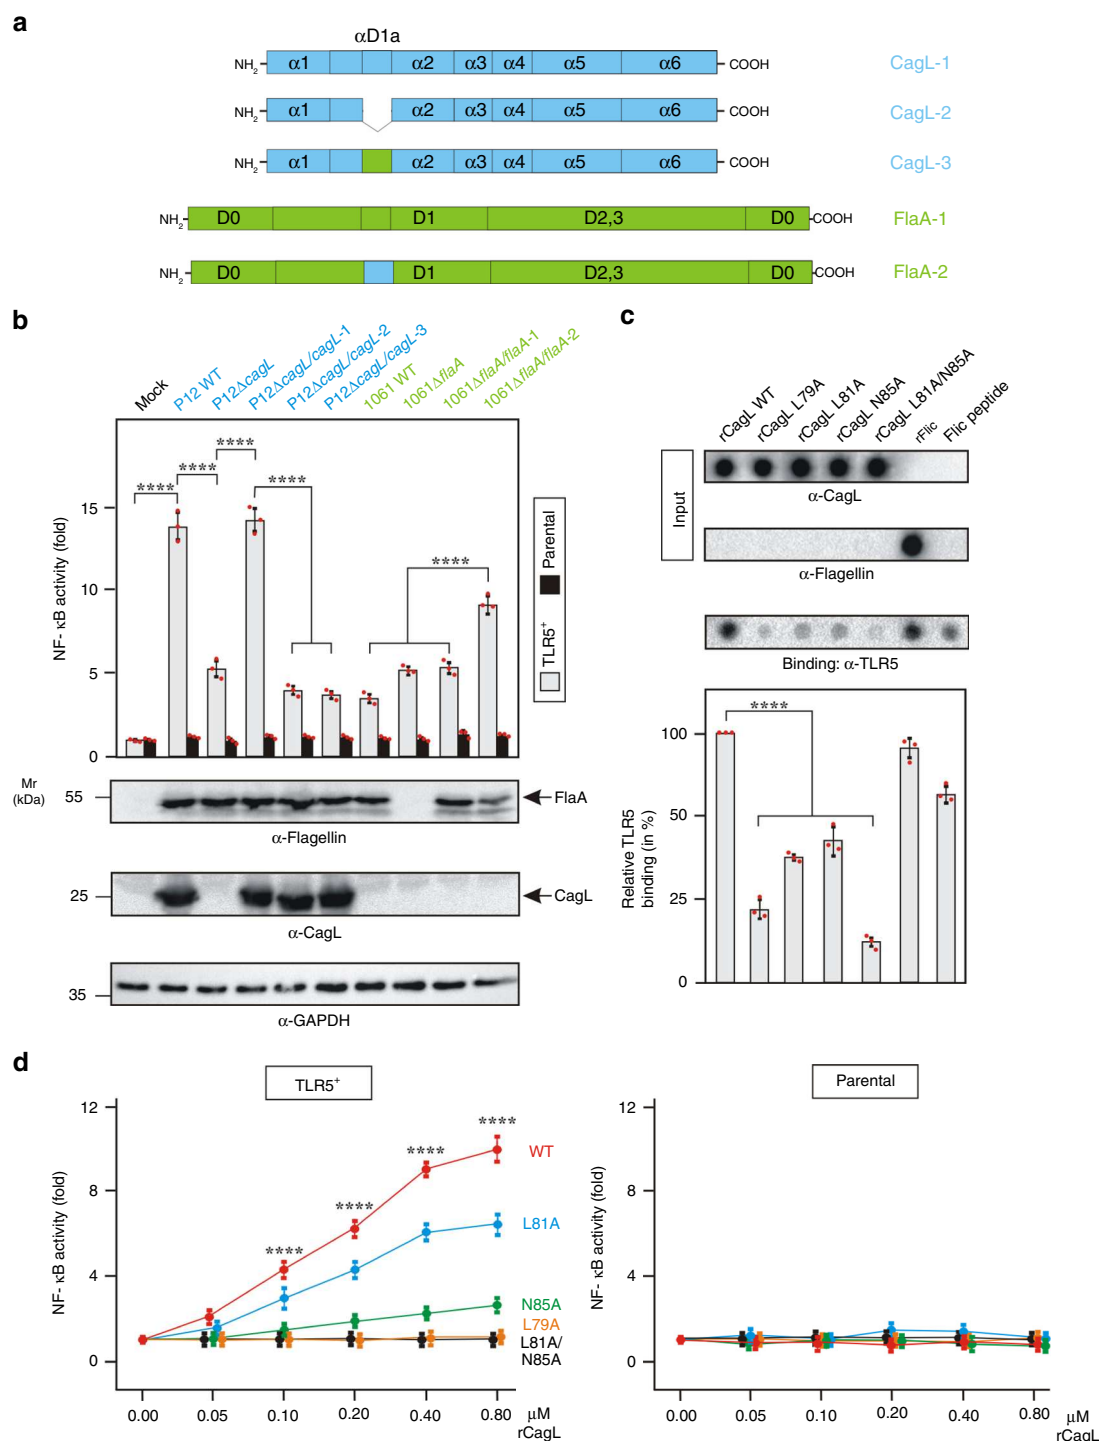 a
αD1a
NH2 α1 α2 α3 α4 α5 α6 COOH CagL-1
NH2 α1 α2 α3 α4 α5 α6 COOH CagL-2
NH2 α1 α2 α3 α4 α5 α6 COOH CagL-3
NH2 D0 D1 D2,3 D0 COOH FlaA-1
NH2 D0 D1 D2,3 D0 COOH FlaA-2
b
Mock
P12 WT
P12ΔcagL
P12ΔcagL/cagL-1
P12ΔcagL/cagL-2
P12ΔcagL/cagL-3
1061 WT
1061ΔflaA
1061ΔflaA/flaA-1
1061ΔflaA/flaA-2
NF- κB activity (fold)
15
10
5
0
****
****
****
****
****
Parental
TLR5+
Mr
(kDa)
55
FlaA
α-Flagellin
25
CagL
α-CagL
35
α-GAPDH
c
rCagL WT
rCagL L79A
rCagL L81A
rCagL N85A
rCagL L81A/N85A
rFlic
Flic peptide
Input
α-CagL
α-Flagellin
Binding: α-TLR5
Relative TLR5
binding (in %)
100
50
25
0
****
d
TLR5+
NF- κB activity (fold)
12
8
4
0
****
****
****
****
WT
L81A
N85A
L79A
L81A/
N85A
0.00 0.05 0.10 0.20 0.40 0.80 μM
rCagL
Parental
NF- κB activity (fold)
12
8
4
0
0.00 0.05 0.10 0.20 0.40 0.80 μM
rCagL